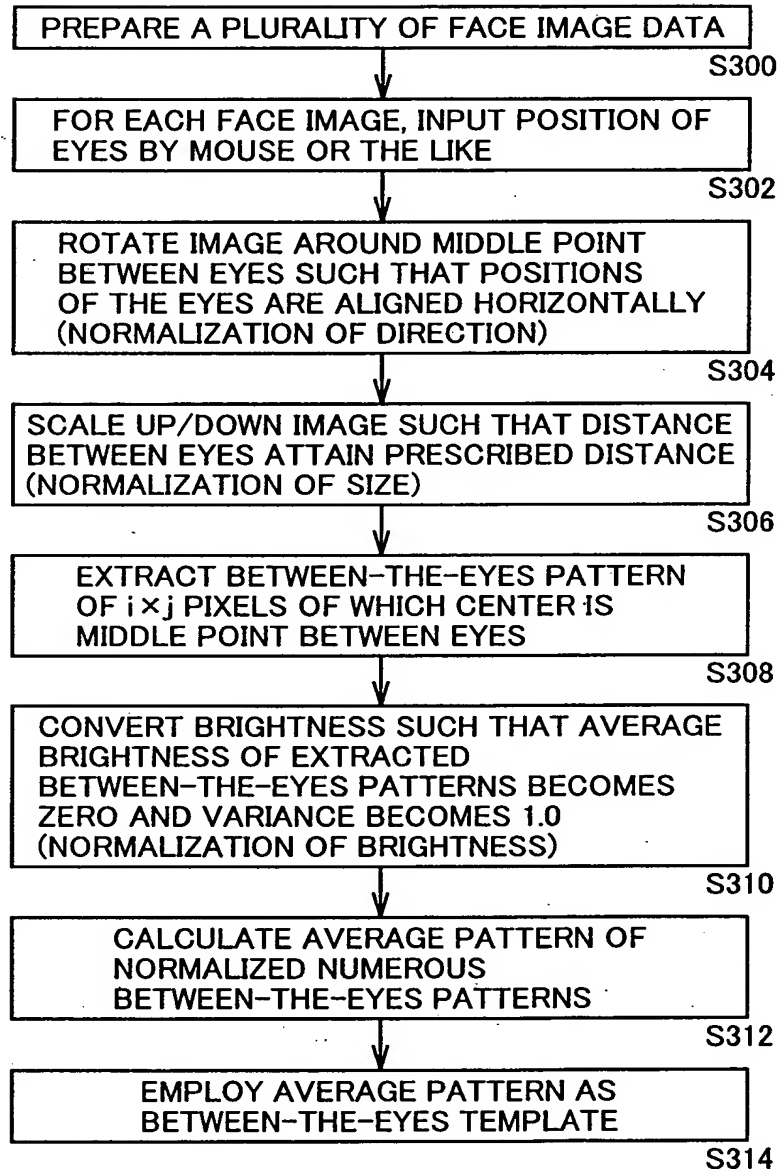 PREPARE A PLURALITY OF FACE IMAGE DATA
S300
FOR EACH FACE IMAGE, INPUT POSITION OF
EYES BY MOUSE OR THE LIKE
S302
ROTATE IMAGE AROUND MIDDLE POINT
BETWEEN EYES SUCH THAT POSITIONS
OF THE EYES ARE ALIGNED HORIZONTALLY
(NORMALIZATION OF DIRECTION)
S304
SCALE UP/DOWN IMAGE SUCH THAT DISTANCE
BETWEEN EYES ATTAIN PRESCRIBED DISTANCE
(NORMALIZATION OF SIZE)
S306
EXTRACT BETWEEN-THE-EYES PATTERN
OF i×j PIXELS OF WHICH CENTER IS
MIDDLE POINT BETWEEN EYES
S308
CONVERT BRIGHTNESS SUCH THAT AVERAGE
BRIGHTNESS OF EXTRACTED
BETWEEN-THE-EYES PATTERNS BECOMES
ZERO AND VARIANCE BECOMES 1.0
(NORMALIZATION OF BRIGHTNESS)
S310
CALCULATE AVERAGE PATTERN OF
NORMALIZED NUMEROUS
BETWEEN-THE-EYES PATTERNS
S312
EMPLOY AVERAGE PATTERN AS
BETWEEN-THE-EYES TEMPLATE
S314